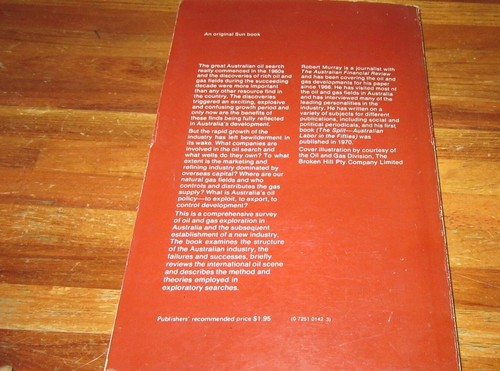 An original Sun book
The great Australian oil search
really commenced in the 1960s
and the discoveries of rich oil and
gas fields during the succeeding
decade were more important
than any other resource find in
the country. The discoveries
triggered an exciting, explosive
and confusing growth period and
only now are the benefits of
these finds being fully reflected
in Australia's development.
But the rapid growth of the
industry has left bewilderment in
its wake. What companies are
involved in the oil search and
what wells do they own? To what
extent is the marketing and
refining industry dominated by
overseas capital? Where are our
natural gas fields and who
controls and distributes the gas
supply? What is Australia's oil
policy—to exploit, to export, to
control development?
This is a comprehensive survey
of oil and gas exploration in
Australia and the subsequent
establishment of a new industry.
The book examines the structure
of the Australian industry, the
failures and successes, briefly
reviews the international oil scene
and describes the method and
theories employed in
exploratory searches.
Robert Murray is a journalist with
The Australian Financial Review
and has been covering the oil and
gas developments for his paper
since 1966. He has visited most of
the oil and gas fields in Australia
and has interviewed many of the
leading personalities in the
industry. He has written on a
variety of subjects for different
publications, including social and
political periodicals, and his first
book (The Split—Australian
Labor in the Fifties) was
published in 1970.
Cover illustration by courtesy of
the Oil and Gas Division, The
Broken Hill Pty Company Limited
Publishers' recommended price $1.95
(0 7251 0142 3)